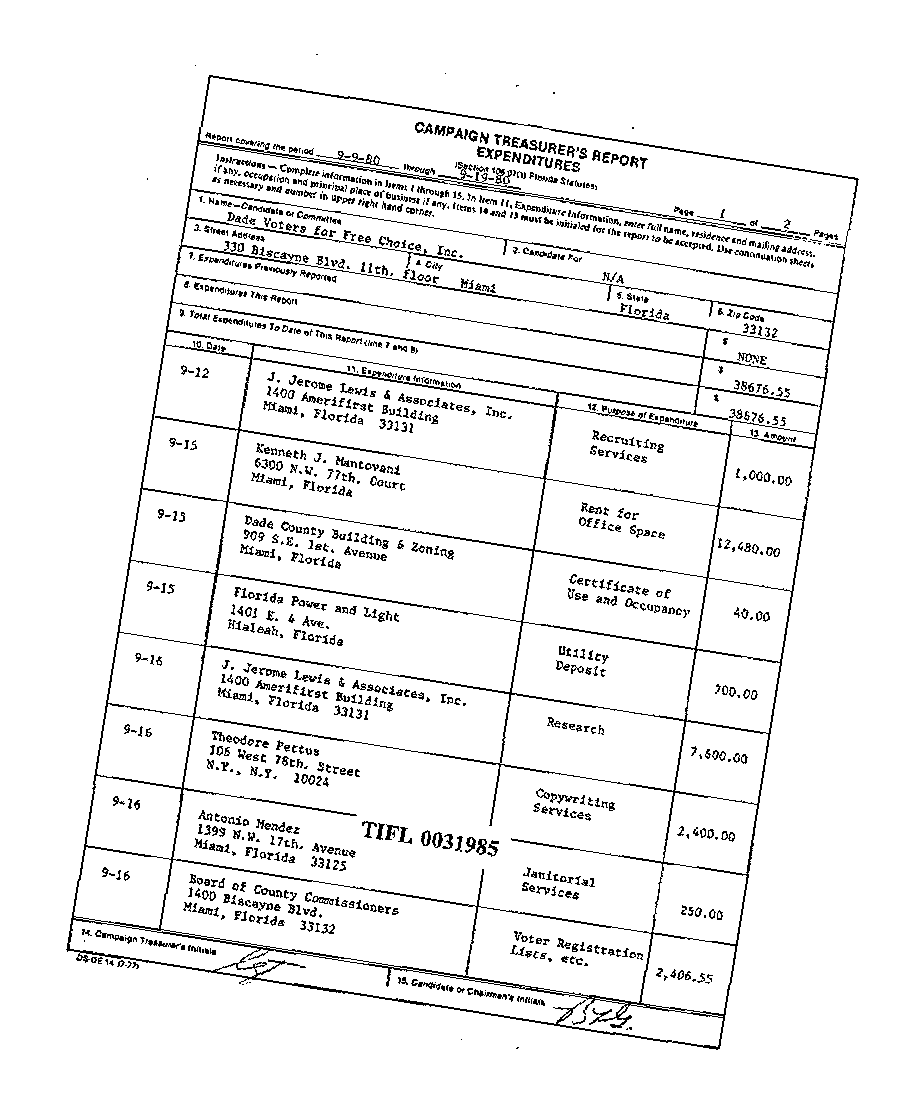 CAMPAIGN TREASURER'S REPORT
EXPENDITURES
(Section 106.07(1) Florida Statutes)
Report covering the period 9-9-80 through 9-19-80
Page 1 of 2 Pages
Instructions — Complete information in Items 1 through 15. In Item 11, Expenditure Information, enter full name, residence and mailing address,
if any, occupation and principal place of business if any. Items 14 and 15 must be initialed for the report to be accepted. Use continuation sheets
as necessary and number in upper right hand corner.
1. Name—Candidate or Committee
Dade Voters for Free Choice, Inc.
2. Candidate For
N/A
3. Street Address
330 Biscayne Blvd. 11th. floor
4. City
Miami
5. State
Florida
6. Zip Code
33132
7. Expenditures Previously Reported
$ NONE
8. Expenditures This Report
$ 38676.55
9. Total Expenditures To Date of This Report (line 7 and 8)
$ 38676.55
10. Date
11. Expenditure Information
12. Purpose of Expenditure
13. Amount
9-12
J. Jerome Lewis & Associates, Inc.
1400 Amerifirst Building
Miami, Florida 33131
Recruiting
Services
1,000.00
9-15
Kenneth J. Mantovani
6300 N.W. 77th. Court
Miami, Florida
Rent for
Office Space
12,480.00
9-15
Dade County Building & Zoning
909 S.E. 1st. Avenue
Miami, Florida
Certificate of
Use and Occupancy
40.00
9-15
Florida Power and Light
1401 E. 4 Ave.
Hialeah, Florida
Utility
Deposit
700.00
9-16
J. Jerome Lewis & Associates, Inc.
1400 Amerifirst Building
Miami, Florida 33131
Research
7,600.00
9-16
Theodore Pettus
106 West 78th. Street
N.Y., N.Y. 10024
Copywriting
Services
2,400.00
9-16
Antonio Mendez
1399 N.W. 17th. Avenue
Miami, Florida 33125
Janitorial
Services
250.00
TIFL 0031985
9-16
Board of County Commissioners
1400 Biscayne Blvd.
Miami, Florida 33132
Voter Registration
Lists, etc.
2,406.55
14. Campaign Treasurer's Initials
15. Candidate or Chairman's Initials
DS-DE 14 (7-77)